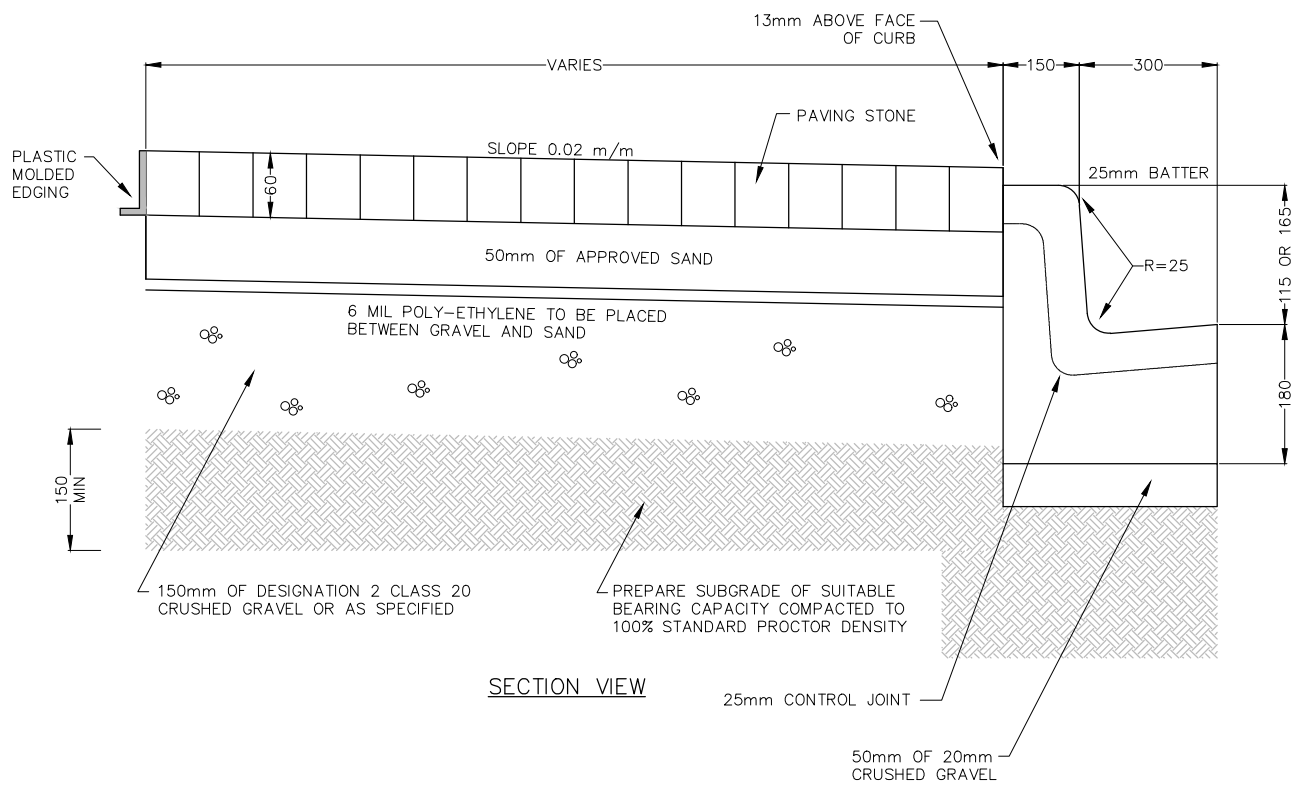 13mm ABOVE FACE
OF CURB
VARIES
150
300
PAVING STONE
PLASTIC
MOLDED
EDGING
SLOPE 0.02 m/m
60
25mm BATTER
50mm OF APPROVED SAND
R=25
115 OR 165
6 MIL POLY-ETHYLENE TO BE PLACED
BETWEEN GRAVEL AND SAND
180
150
MIN
150mm OF DESIGNATION 2 CLASS 20
CRUSHED GRAVEL OR AS SPECIFIED
PREPARE SUBGRADE OF SUITABLE
BEARING CAPACITY COMPACTED TO
100% STANDARD PROCTOR DENSITY
SECTION VIEW
25mm CONTROL JOINT
50mm OF 20mm
CRUSHED GRAVEL